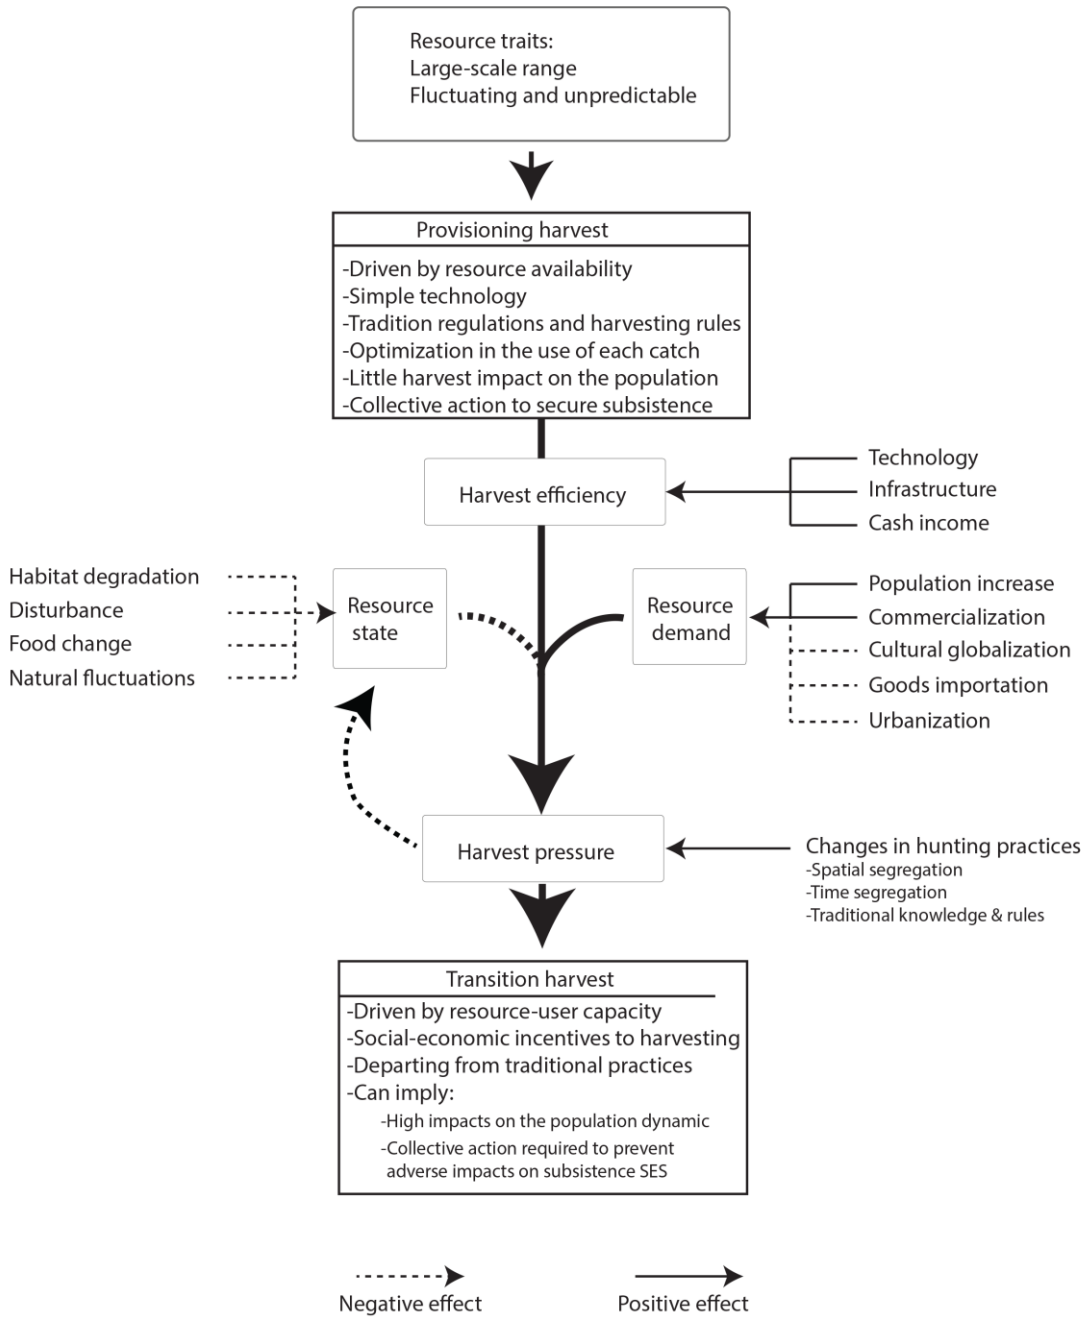 Resource traits:
Large-scale range
Fluctuating and unpredictable
Provisioning harvest
-Driven by resource availability
-Simple technology
-Tradition regulations and harvesting rules
-Optimization in the use of each catch
-Little harvest impact on the population
-Collective action to secure subsistence
Harvest efficiency
Technology
Infrastructure
Cash income
Habitat degradation
Disturbance
Food change
Natural fluctuations
Resource
state
Resource
demand
Population increase
Commercialization
Cultural globalization
Goods importation
Urbanization
Harvest pressure
Changes in hunting practices
-Spatial segregation
-Time segregation
-Traditional knowledge & rules
Transition harvest
-Driven by resource-user capacity
-Social-economic incentives to harvesting
-Departing from traditional practices
-Can imply:
-High impacts on the population dynamic
-Collective action required to prevent
adverse impacts on subsistence SES
Negative effect
Positive effect